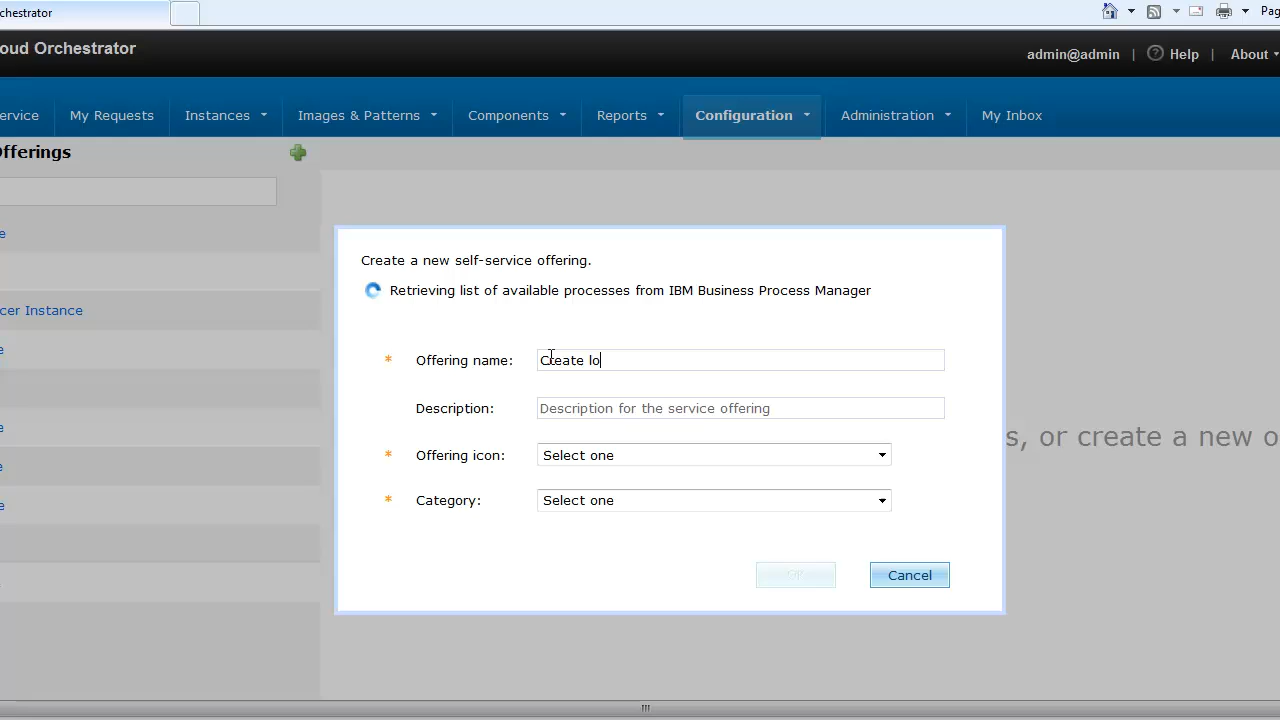 chestrator
Pag
oud Orchestrator
admin@admin | Help | About
ervice My Requests Instances Images & Patterns Components Reports Configuration Administration My Inbox
Offerings
e
Create a new self-service offering.
Retrieving list of available processes from IBM Business Process Manager
cer Instance
e
* Offering name: Create lo
* Description: Description for the service offering
e
s, or create a new o
* Offering icon: Select one
e
* Category: Select one
e
OK Cancel